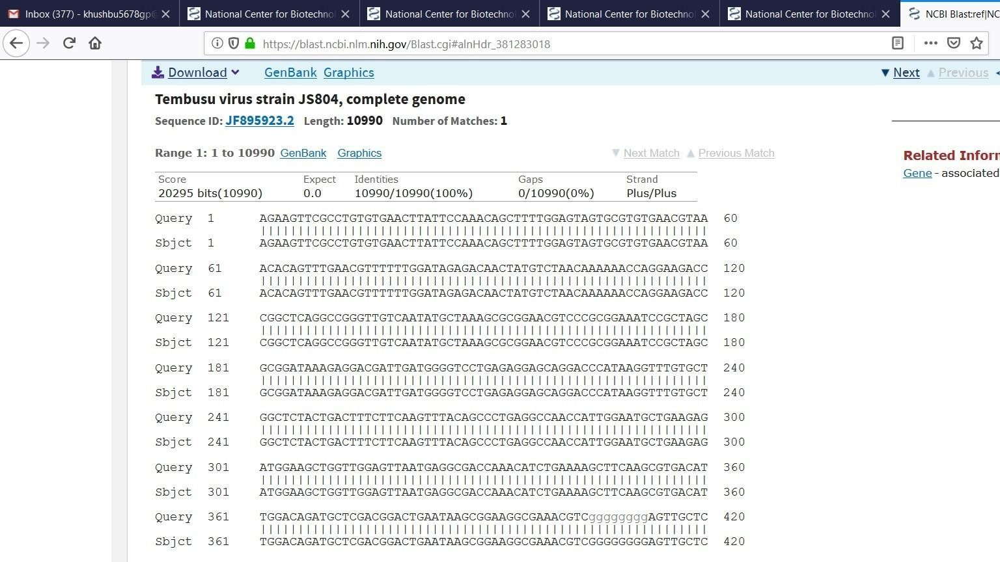 Inbox (377) - khushbu5678gp@
National Center for Biotechnol
National Center for Biotechnol
National Center for Biotechnol
National Center for Biotechnol
NCBI Blast:ref|NC
https://blast.ncbi.nlm.nih.gov/Blast.cgi#alnHdr_381283018
Download GenBank Graphics Next Previous
Tembusu virus strain JS804, complete genome
Sequence ID: JF895923.2 Length: 10990 Number of Matches: 1
Range 1: 1 to 10990 GenBank Graphics Next Match Previous Match
Related Inforn
Gene - associated
Score Expect Identities Gaps Strand
20295 bits(10990) 0.0 10990/10990(100%) 0/10990(0%) Plus/Plus
Query 1 AGAAGTTCGCCTGTGTGAACTTATTCCAAACAGCTTTTGGAGTAGTGCGTGTGAACGTAA 60
Sbjct 1 AGAAGTTCGCCTGTGTGAACTTATTCCAAACAGCTTTTGGAGTAGTGCGTGTGAACGTAA 60
Query 61 ACACAGTTTGAACGTTTTTTGGATAGAGACAACTATGTCTAACAAAAAACCAGGAAGACC 120
Sbjct 61 ACACAGTTTGAACGTTTTTTGGATAGAGACAACTATGTCTAACAAAAAACCAGGAAGACC 120
Query 121 CGGCTCAGGCCGGGTTGTCAATATGCTAAAGCGCGGAACGTCCCGCGGAAATCCGCTAGC 180
Sbjct 121 CGGCTCAGGCCGGGTTGTCAATATGCTAAAGCGCGGAACGTCCCGCGGAAATCCGCTAGC 180
Query 181 GCGGATAAAGAGGACGATTGATGGGGTCCTGAGAGGAGCAGGACCCATAAGGTTTGTGCT 240
Sbjct 181 GCGGATAAAGAGGACGATTGATGGGGTCCTGAGAGGAGCAGGACCCATAAGGTTTGTGCT 240
Query 241 GGCTCTACTGACTTTCTTCAAGTTTACAGCCCTGAGGCCAACCATTGGAATGCTGAAGAG 300
Sbjct 241 GGCTCTACTGACTTTCTTCAAGTTTACAGCCCTGAGGCCAACCATTGGAATGCTGAAGAG 300
Query 301 ATGGAAGCTGGTTGGAGTTAATGAGGCGACCAAACATCTGAAAAGCTTCAAGCGTGACAT 360
Sbjct 301 ATGGAAGCTGGTTGGAGTTAATGAGGCGACCAAACATCTGAAAAGCTTCAAGCGTGACAT 360
Query 361 TGGACAGATGCTCGACGGACTGAATAAGCGGAAGGCGAAACGTCggggggggAGTTGCTC 420
Sbjct 361 TGGACAGATGCTCGACGGACTGAATAAGCGGAAGGCGAAACGTCGGGGGGGGAGTTGCTC 420